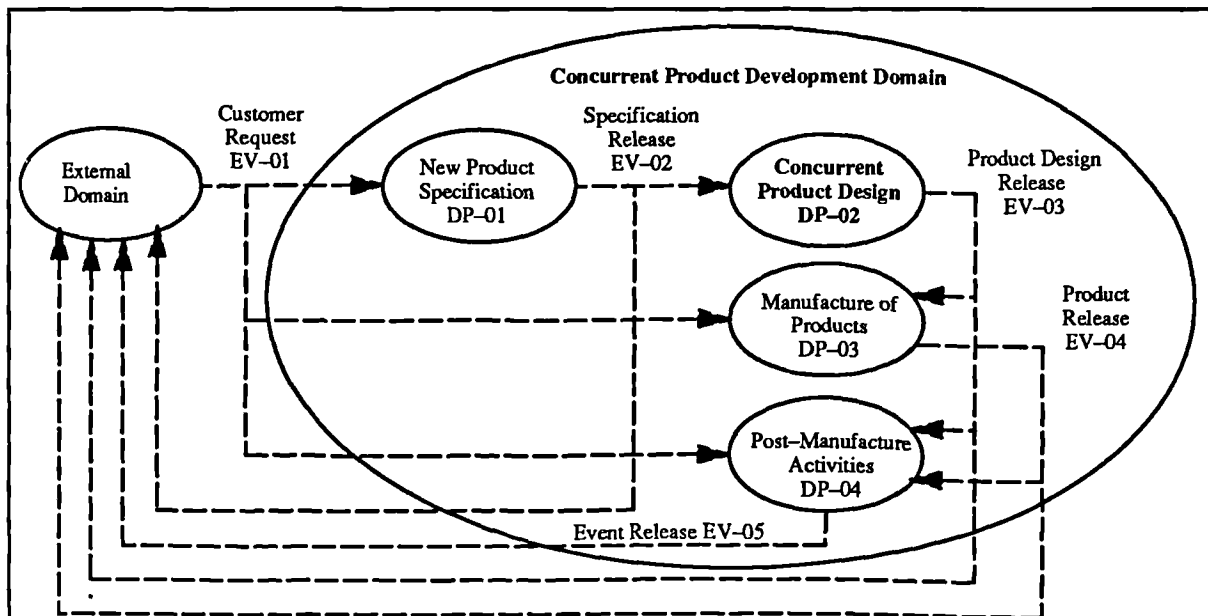 Concurrent Product Development Domain
Customer
Request
EV–01
Specification
Release
EV–02
External
Domain
New Product
Specification
DP–01
Concurrent
Product Design
DP–02
Product Design
Release
EV–03
Manufacture of
Products
DP–03
Product
Release
EV–04
Post–Manufacture
Activities
DP–04
Event Release EV–05